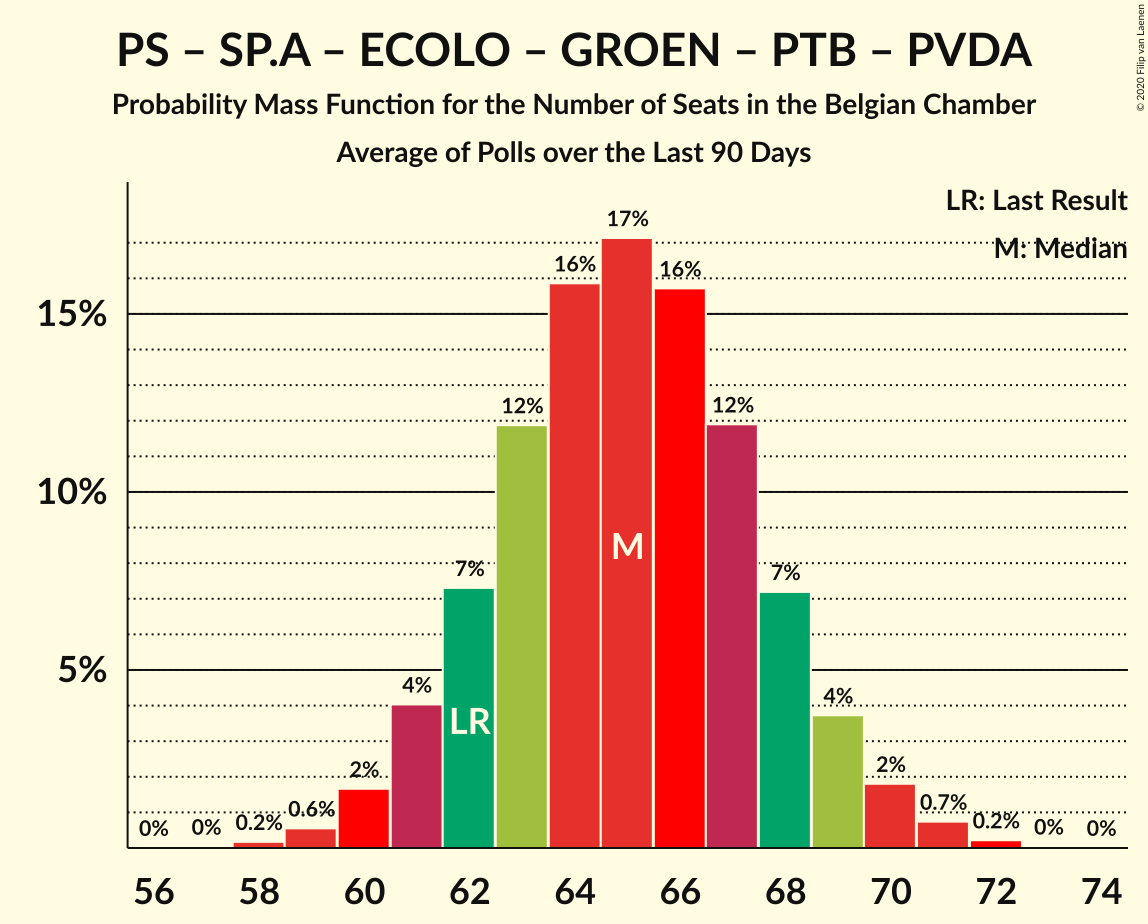 PS – SP.A – ECOLO – GROEN – PTB – PVDA
Probability Mass Function for the Number of Seats in the Belgian Chamber
Average of Polls over the Last 90 Days
© 2020 Filip van Laenen
LR: Last Result
M: Median
15%
10%
5%
0%
0%
0.2%
0.6%
2%
4%
7%
12%
16%
17%
16%
12%
7%
4%
2%
0.7%
0.2%
0%
0%
LR
M
56 58 60 62 64 66 68 70 72 74